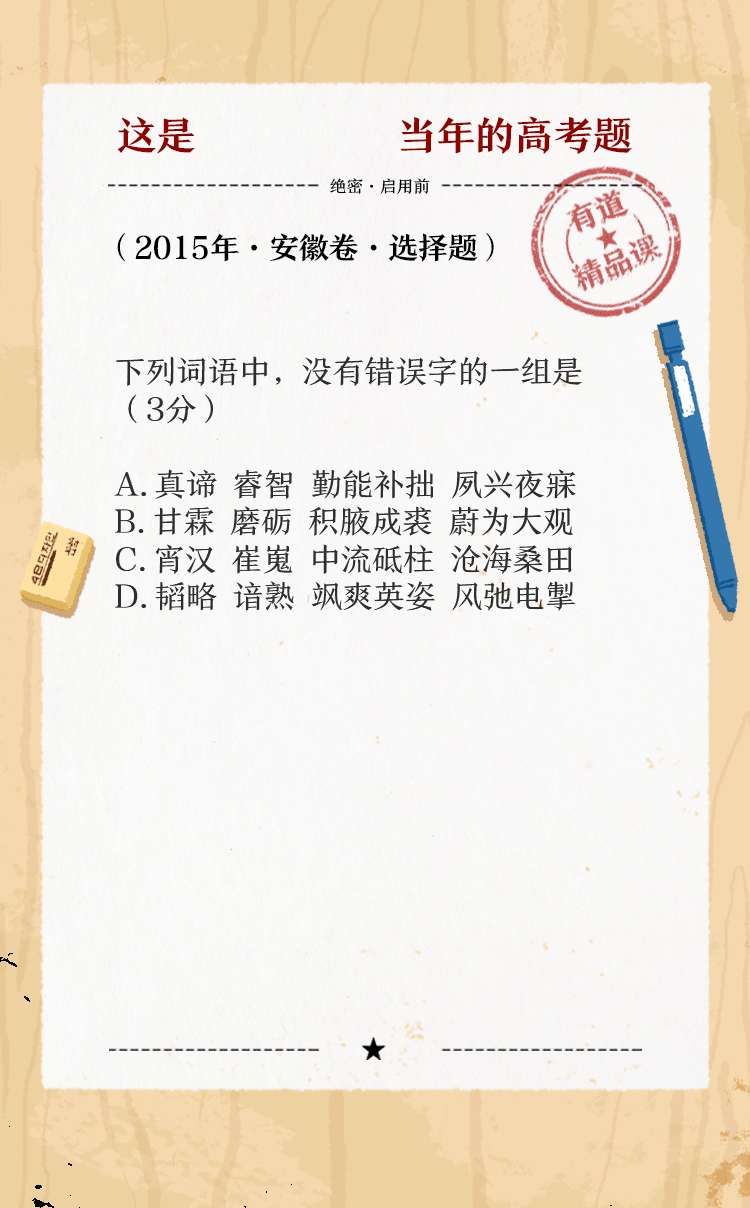 这是 当年的高考题
绝密·启用前
(2015年·安徽卷·选择题)
有道
精品课
下列词语中，没有错误字的一组是
（3分）
A. 真谛 睿智 勤能补拙 夙兴夜寐
B. 甘霖 磨砺 积腋成裘 蔚为大观
C. 宵汉 崔嵬 中流砥柱 沧海桑田
D. 韬略 谙熟 飒爽英姿 风弛电掣